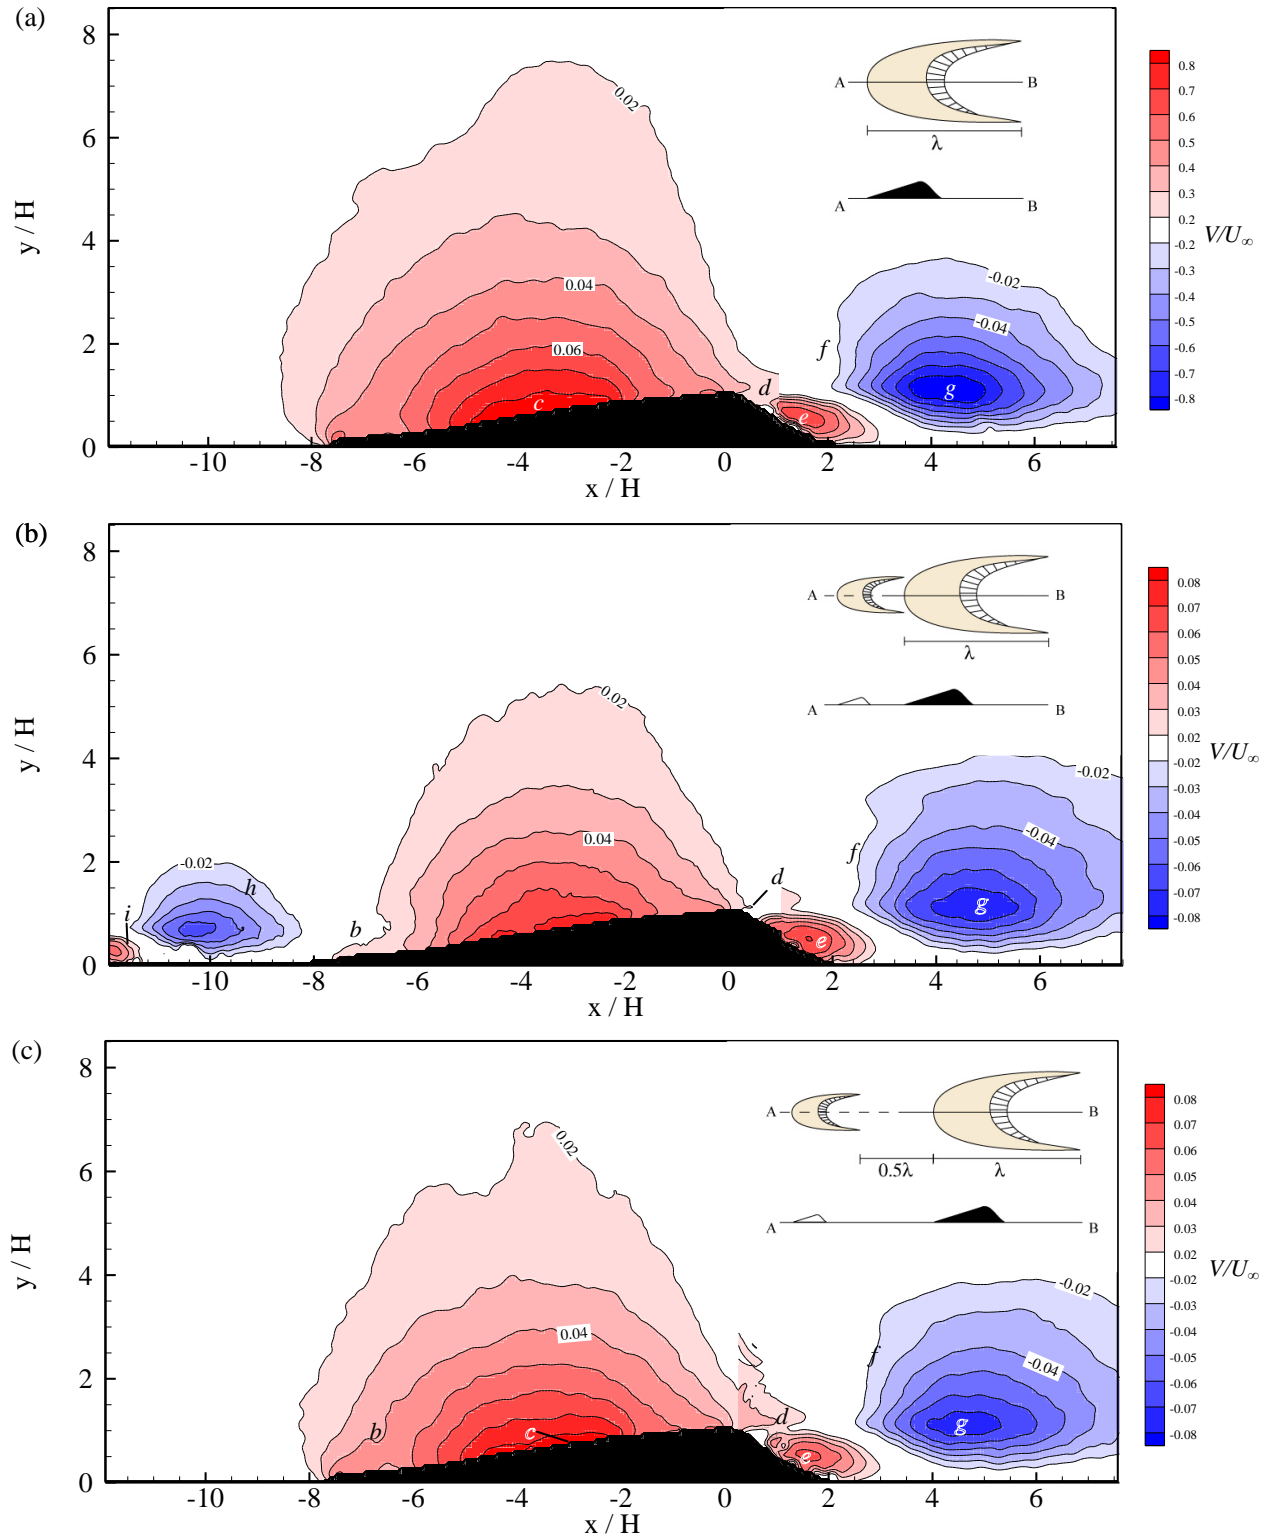 (a)
8
6
4
2
0
y / H
-10
-8
-6
-4
-2
0
2
4
6
x / H
0.02
0.04
0.06
-0.02
-0.04
c
d
e
f
g
A
B
λ
A
B
0.8
0.7
0.6
0.5
0.4
0.3
0.2
-0.2
-0.3
-0.4
-0.5
-0.6
-0.7
-0.8
V/U∞
(b)
8
6
4
2
0
y / H
-10
-8
-6
-4
-2
0
2
4
6
x / H
0.02
0.04
-0.02
-0.02
-0.04
i
h
b
d
e
f
g
A
B
λ
A
B
0.08
0.07
0.06
0.05
0.04
0.03
0.02
-0.02
-0.03
-0.04
-0.05
-0.06
-0.07
-0.08
V/U∞
(c)
8
6
4
2
0
y / H
-10
-8
-6
-4
-2
0
2
4
6
x / H
0.02
0.04
-0.02
-0.04
b
c
d
e
f
g
A
B
0.5λ
λ
A
B
0.08
0.07
0.06
0.05
0.04
0.03
0.02
-0.02
-0.03
-0.04
-0.05
-0.06
-0.07
-0.08
V/U∞